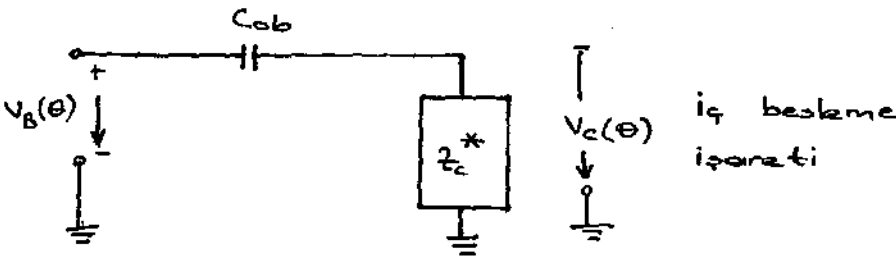 Cob
+
V_B(θ)
-
Z_c*
V_c(θ)
iç besleme
işareti